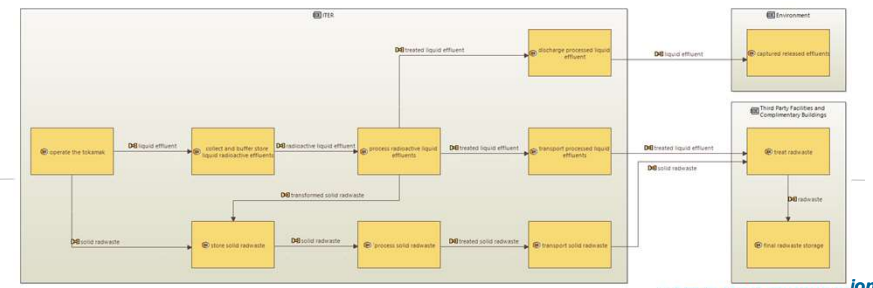 ITER
Environment
treated liquid effluent
discharge processed liquid
effluent
liquid effluent
captured released effluents
Third Party Facilities and
Complimentary Buildings
operate the tokamak
liquid effluent
collect and buffer store
liquid radioactive effluents
radioactive liquid effluent
process radioactive liquid
effluents
treated liquid effluent
transport processed liquid
effluents
treated liquid effluent
treat radwaste
solid radwaste
transformed solid radwaste
radwaste
solid radwaste
store solid radwaste
solid radwaste
process solid radwaste
treated solid radwaste
transport solid radwaste
final radwaste storage
ion